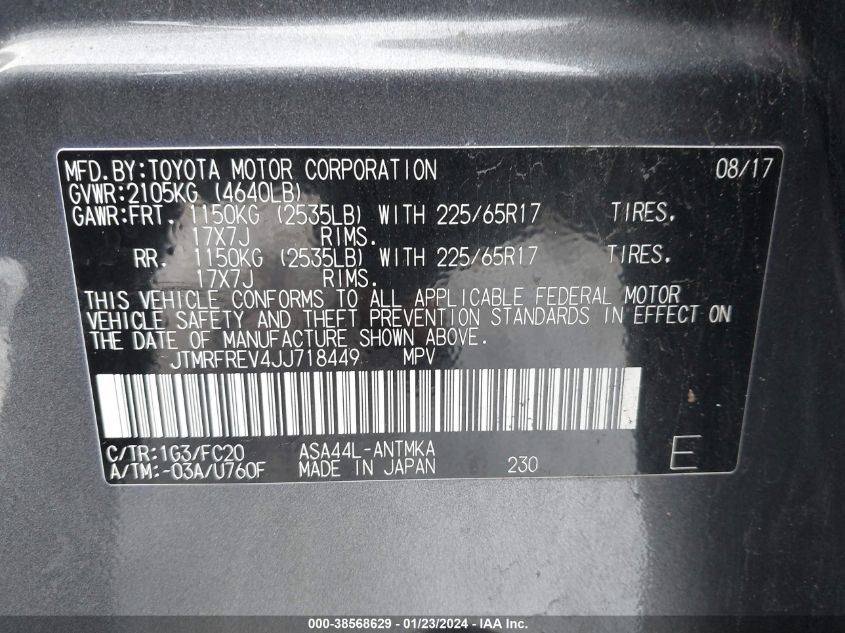 MFD.BY:TOYOTA MOTOR CORPORATION 08/17
GVWR:2105KG (4640LB)
GAWR:FRT. 1150KG (2535LB) WITH 225/65R17 TIRES.
17X7J RIMS.
RR. 1150KG (2535LB) WITH 225/65R17 TIRES.
17X7J RIMS.
THIS VEHICLE CONFORMS TO ALL APPLICABLE FEDERAL MOTOR
VEHICLE SAFETY AND THEFT PREVENTION STANDARDS IN EFFECT ON
THE DATE OF MANUFACTURE SHOWN ABOVE.
JTMRFREV4JJ718449 MPV
C/TR:1G3/FC20 ASA44L-ANTMKA
A/TM:-03A/U760F MADE IN JAPAN 230 E
000-38568629 - 01/23/2024 - IAA Inc.